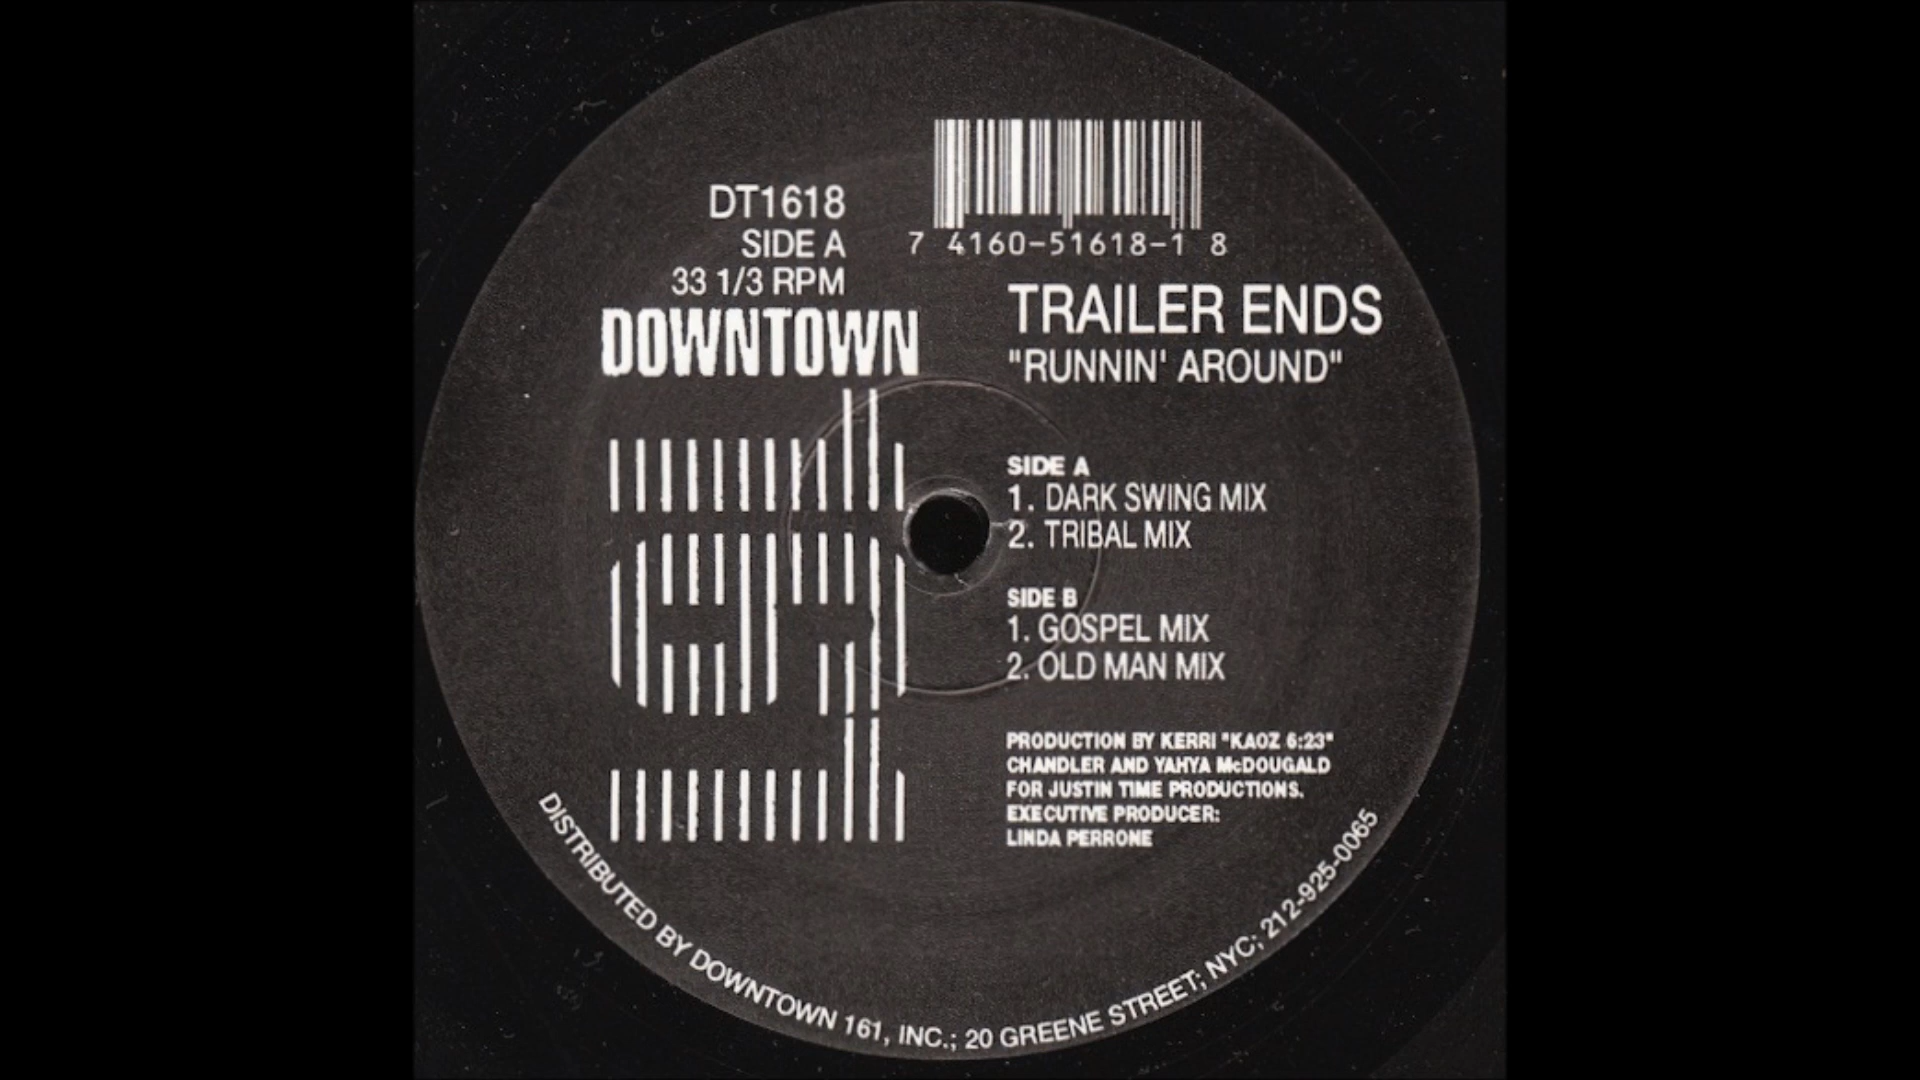 DT1618
SIDE A
33 1/3 RPM
DOWNTOWN
161
7 4160-51618-1 8
TRAILER ENDS
"RUNNIN' AROUND"
SIDE A
1. DARK SWING MIX
2. TRIBAL MIX
SIDE B
1. GOSPEL MIX
2. OLD MAN MIX
PRODUCTION BY KERRI "KAOZ 6:23"
CHANDLER AND YAHYA McDOUGALD
FOR JUSTIN TIME PRODUCTIONS.
EXECUTIVE PRODUCER:
LINDA PERRONE
DISTRIBUTED BY DOWNTOWN 161, INC.; 20 GREENE STREET; NYC; 212-925-0065